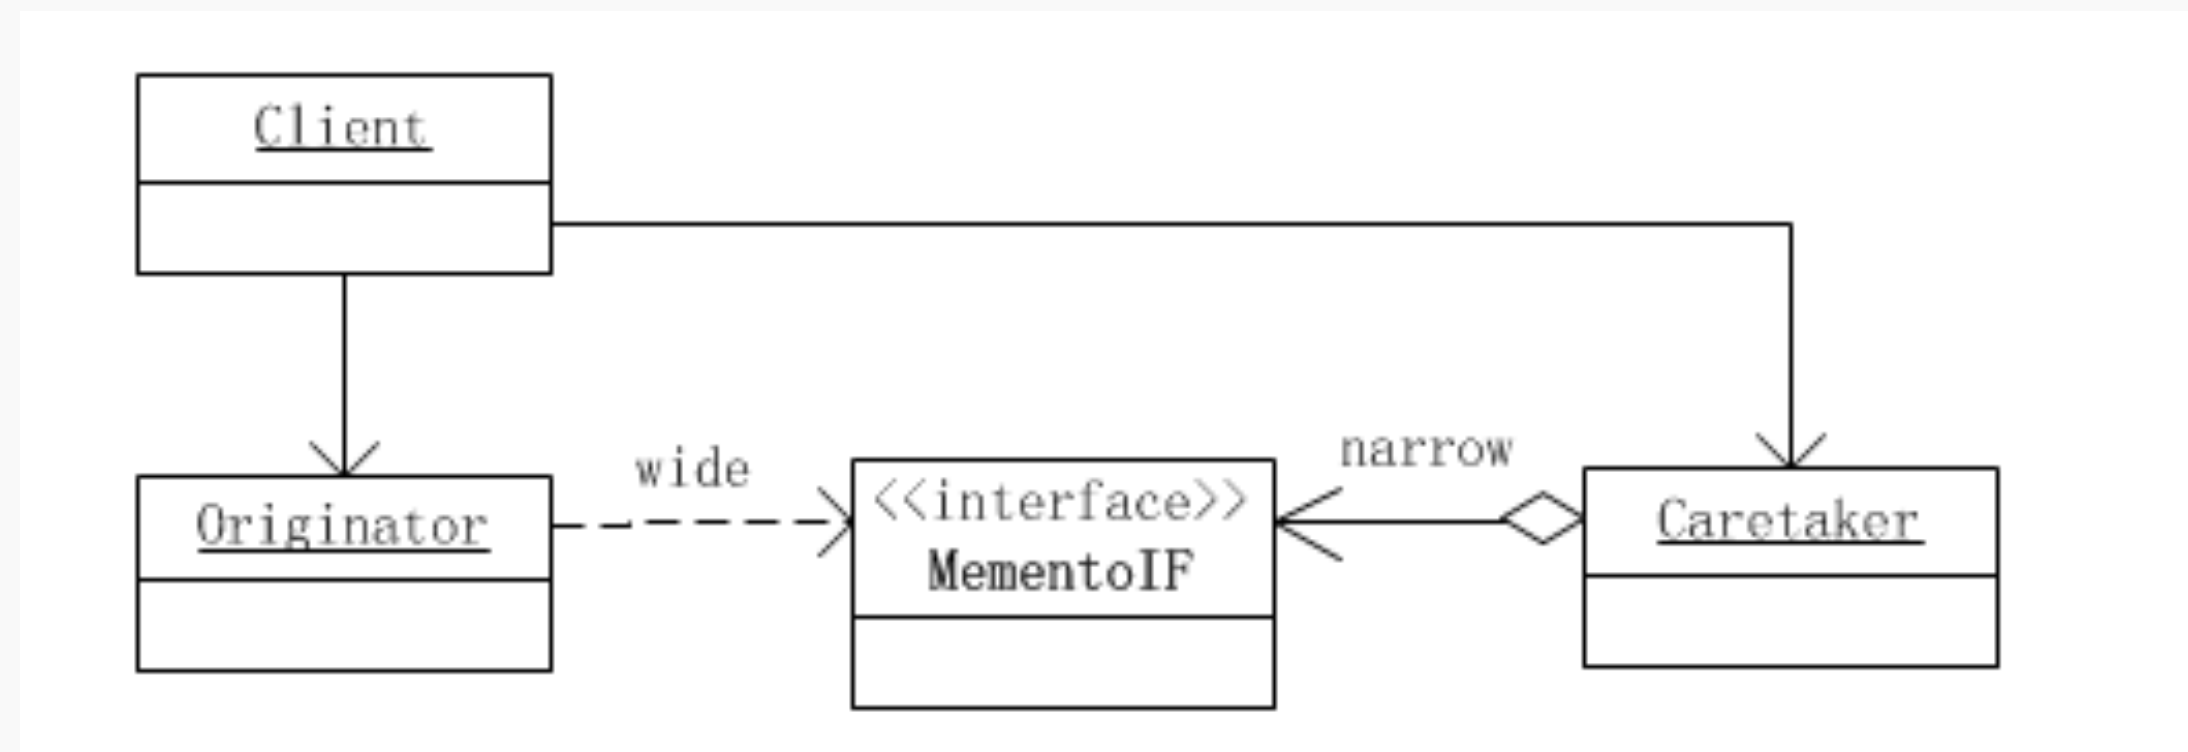 Client
wide
narrow
Originator
<<interface>>
MementoIF
Caretaker